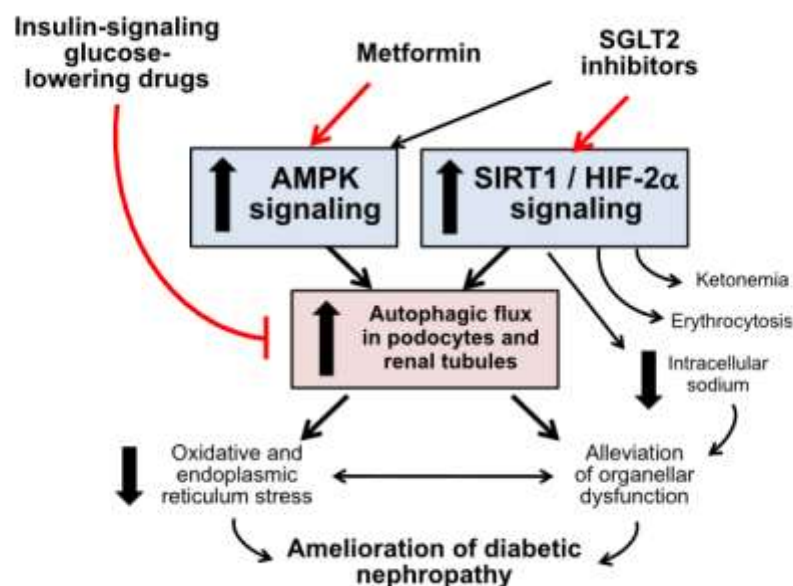 Insulin-signaling
glucose-
lowering drugs
Metformin
SGLT2
inhibitors
AMPK
signaling
SIRT1 / HIF-2α
signaling
Ketonemia
Erythrocytosis
Intracellular
sodium
Autophagic flux
in podocytes and
renal tubules
Oxidative and
endoplasmic
reticulum stress
Alleviation
of organellar
dysfunction
Amelioration of diabetic
nephropathy